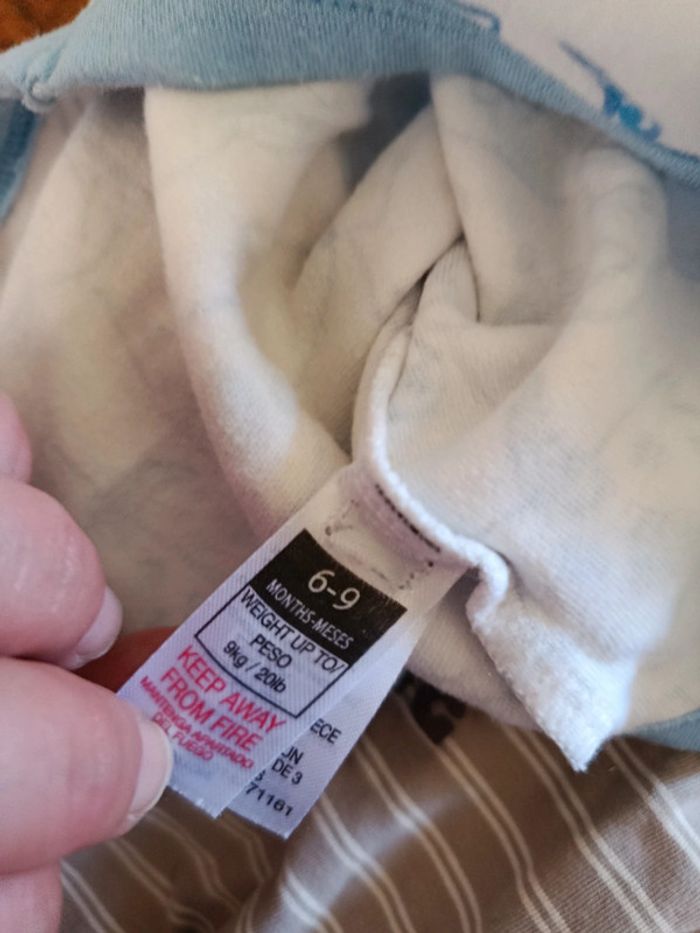 6-9
MONTHS-MESES
WEIGHT UP TO/
PESO
9kg / 20lb
KEEP AWAY
FROM FIRE
MANTENGA APARTADO
DEL FUEGO
ECE
DE 3
71161